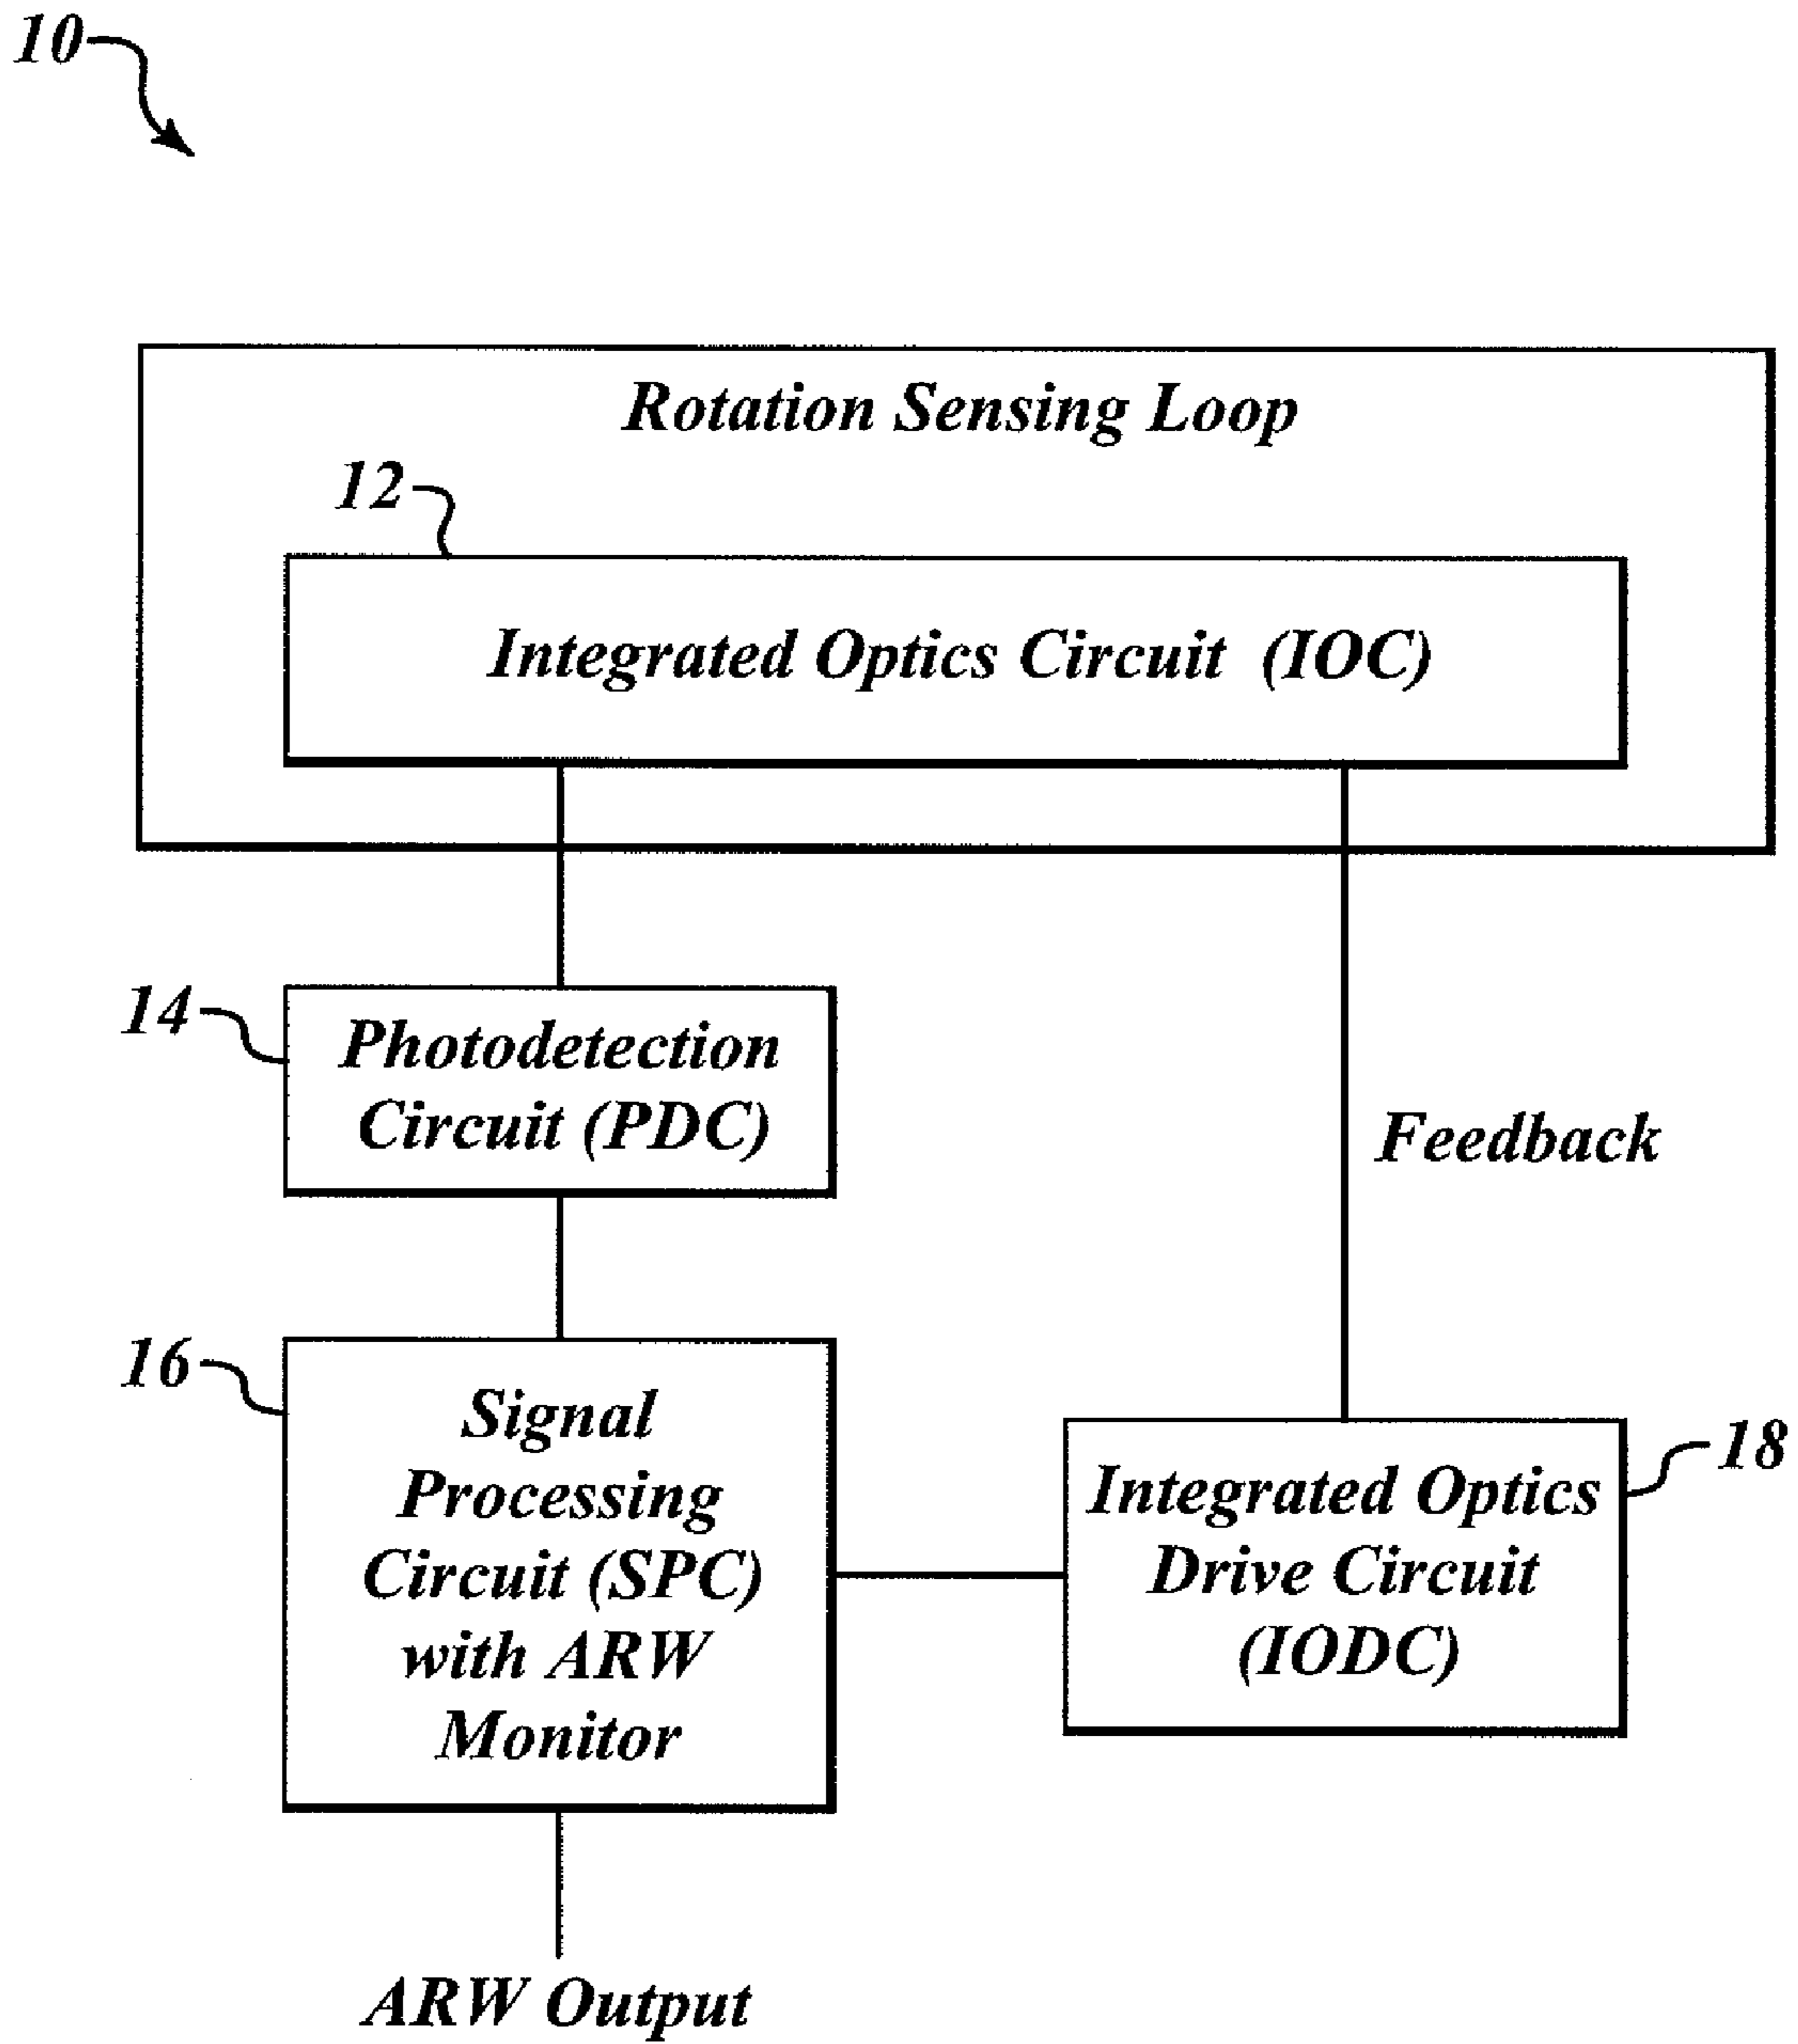 10
Rotation Sensing Loop
12
Integrated Optics Circuit (IOC)
14
Photodetection
Circuit (PDC)
Feedback
16
Signal
Processing
Circuit (SPC)
with ARW
Monitor
18
Integrated Optics
Drive Circuit
(IODC)
ARW Output